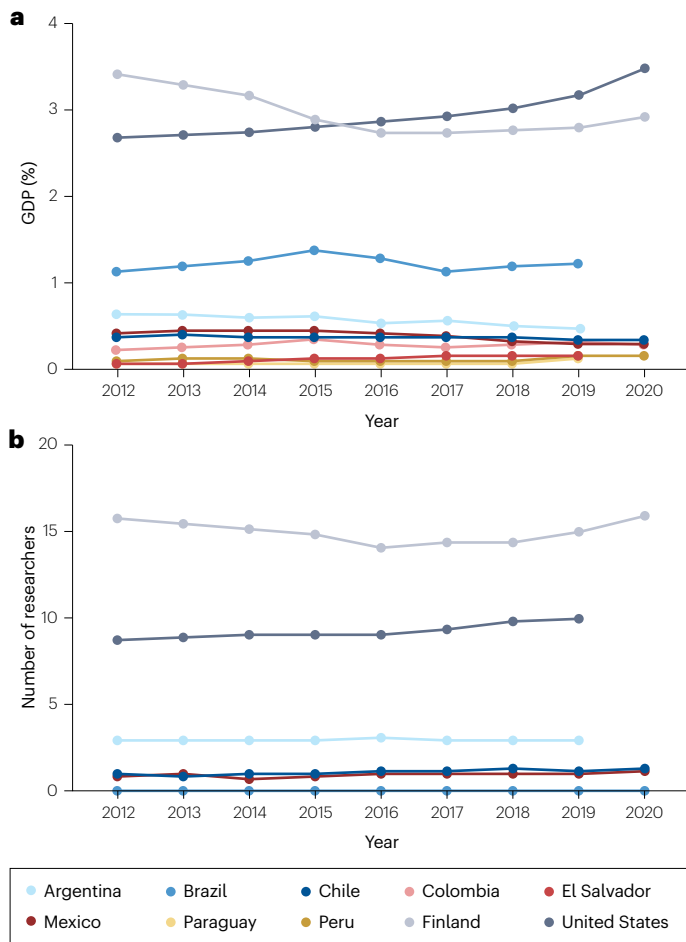 a
4
3
2
1
0
GDP (%)
2012 2013 2014 2015 2016 2017 2018 2019 2020
Year
b
20
15
10
5
0
Number of researchers
2012 2013 2014 2015 2016 2017 2018 2019 2020
Year
Argentina Brazil Chile Colombia El Salvador
Mexico Paraguay Peru Finland United States